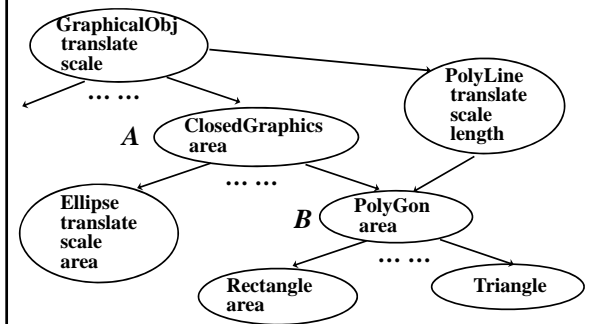 GraphicalObj
translate
scale
... ...
PolyLine
translate
scale
length
A
ClosedGraphics
area
... ...
Ellipse
translate
scale
area
B
PolyGon
area
... ...
Rectangle
area
Triangle